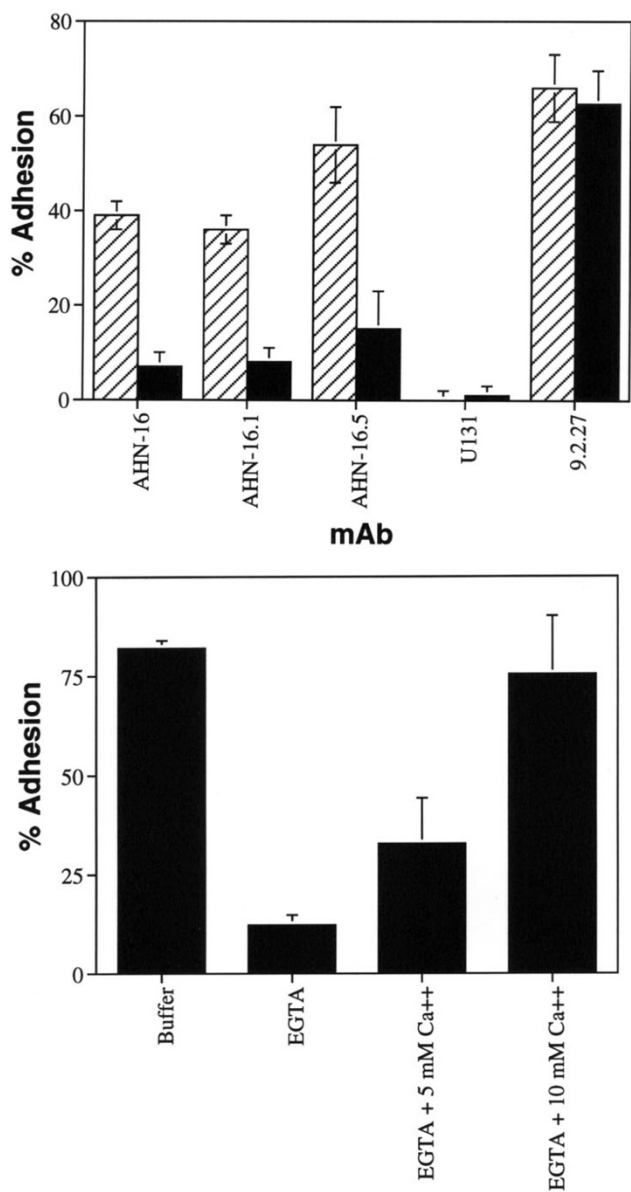 80
60
40
20
0
% Adhesion
AHN-16
AHN-16.1
AHN-16.5
U131
9.2.27
mAb
100
75
50
25
0
% Adhesion
Buffer
EGTA
EGTA + 5 mM Ca++
EGTA + 10 mM Ca++